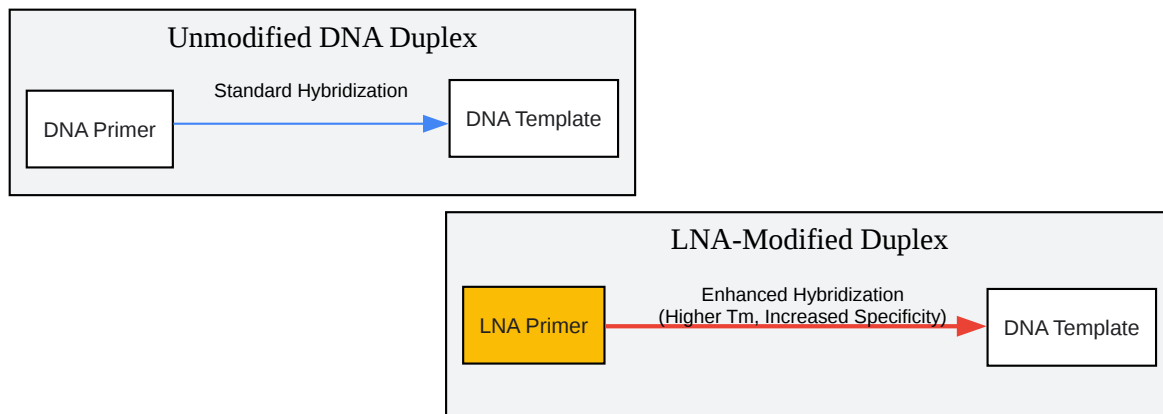 Unmodified DNA Duplex
Standard Hybridization
DNA Primer
DNA Template
LNA-Modified Duplex
Enhanced Hybridization
(Higher Tm, Increased Specificity)
LNA Primer
DNA Template